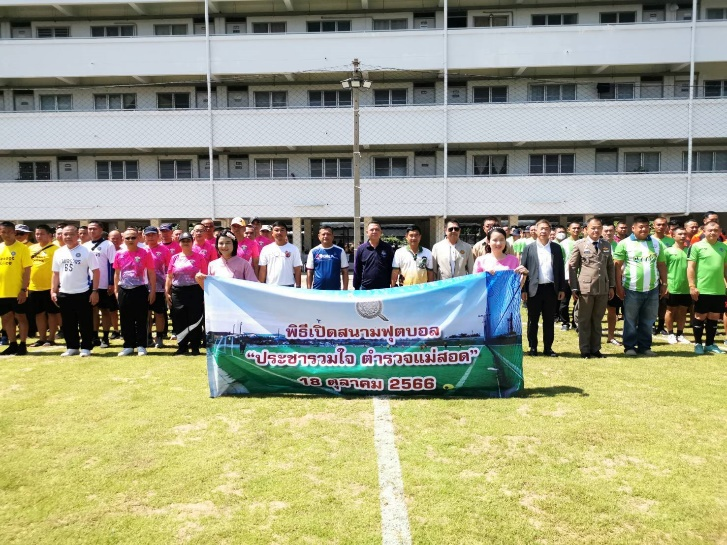 พิธีเปิดสนามฟุตบอล
"ประชารวมใจ ตำรวจแม่สอด"
18 ตุลาคม 2566
65